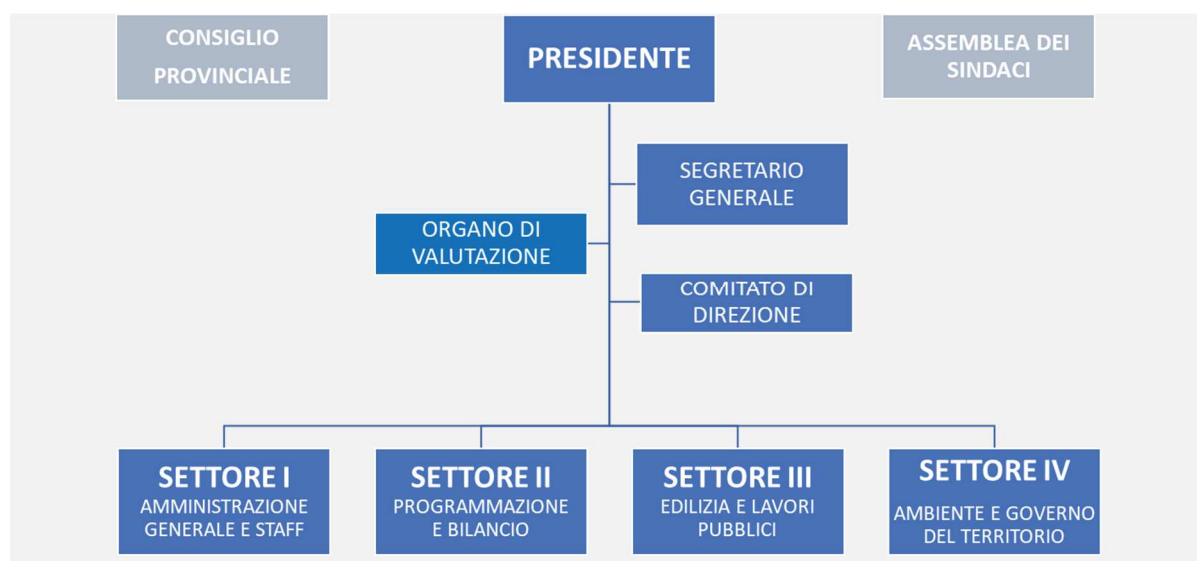 CONSIGLIO
PROVINCIALE
PRESIDENTE
ASSEMBLEA DEI
SINDACI
SEGRETARIO
GENERALE
ORGANO DI
VALUTAZIONE
COMITATO DI
DIREZIONE
SETTORE I
AMMINISTRAZIONE
GENERALE E STAFF
SETTORE II
PROGRAMMAZIONE
E BILANCIO
SETTORE III
EDILIZIA E LAVORI
PUBBLICI
SETTORE IV
AMBIENTE E GOVERNO
DEL TERRITORIO